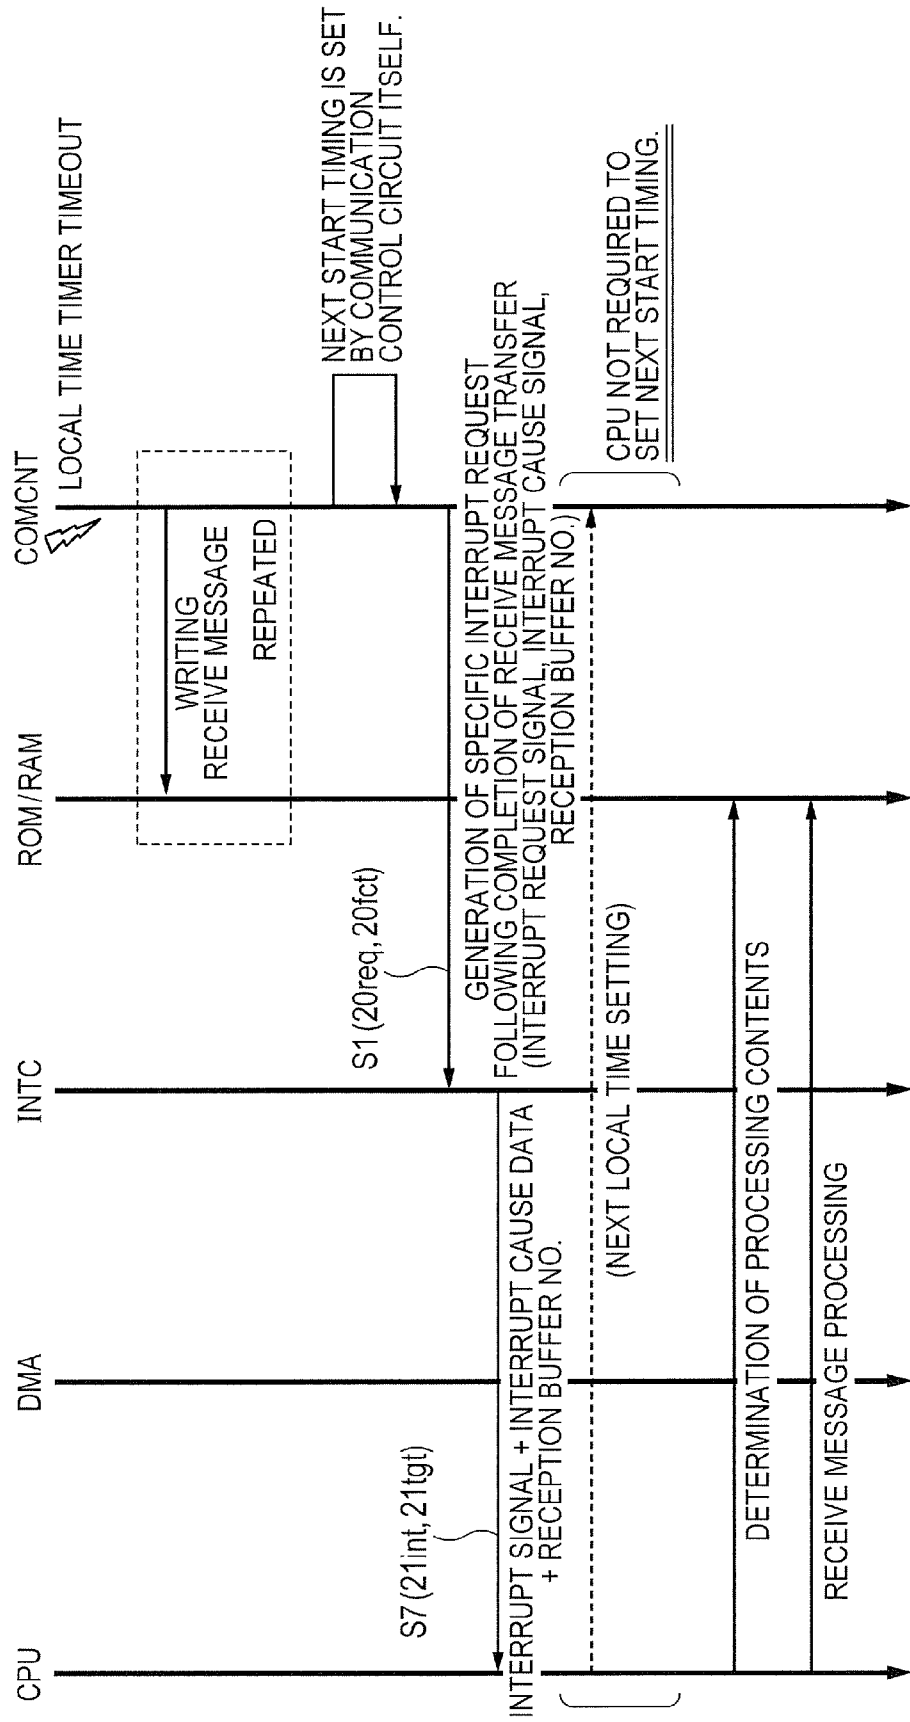 CPU
DMA
INTC
ROM/RAM
COMCNT
LOCAL TIME TIMER TIMEOUT
WRITING
RECEIVE MESSAGE
REPEATED
NEXT START TIMING IS SET
BY COMMUNICATION
CONTROL CIRCUIT ITSELF.
S1(20req, 20fct)
GENERATION OF SPECIFIC INTERRUPT REQUEST
FOLLOWING COMPLETION OF RECEIVE MESSAGE TRANSFER
(INTERRUPT REQUEST SIGNAL, INTERRUPT CAUSE SIGNAL,
RECEPTION BUFFER NO.)
S7(21int, 21tgt)
INTERRUPT SIGNAL + INTERRUPT CAUSE DATA
+ RECEPTION BUFFER NO.
(NEXT LOCAL TIME SETTING)
CPU NOT REQUIRED TO
SET NEXT START TIMING.
DETERMINATION OF PROCESSING CONTENTS
RECEIVE MESSAGE PROCESSING